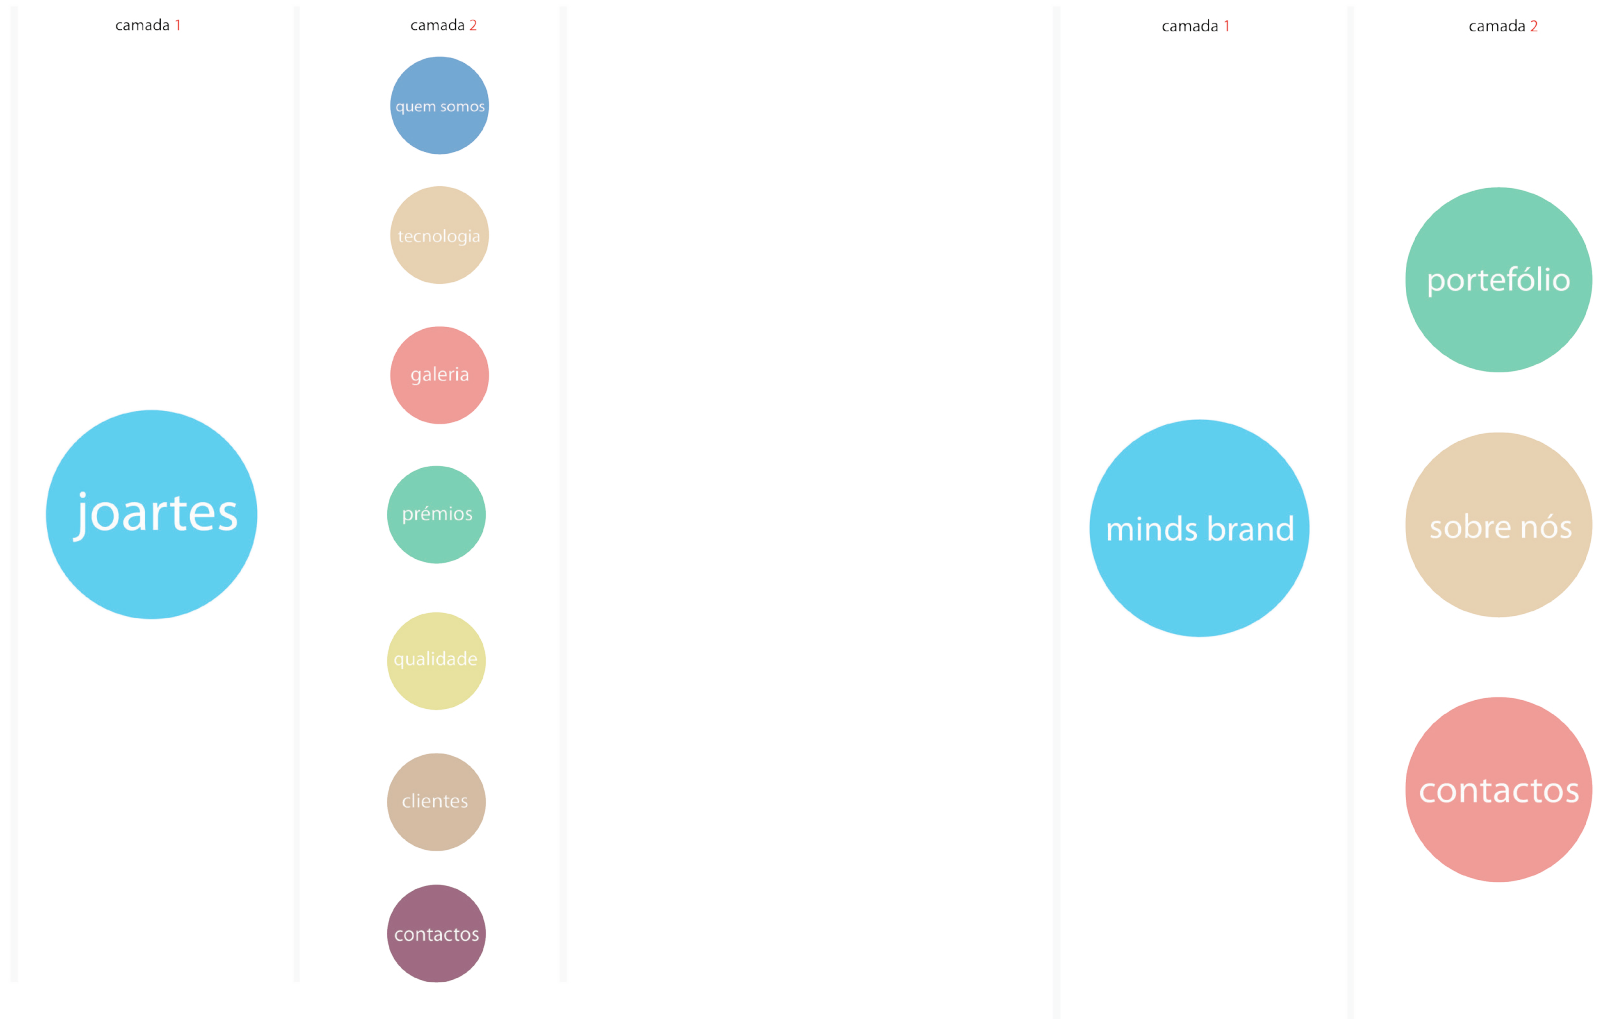 camada 1
camada 2
joartes
quem somos
tecnologia
galeria
prémios
qualidade
clientes
contactos
camada 1
camada 2
minds brand
portefólio
sobre nós
contactos